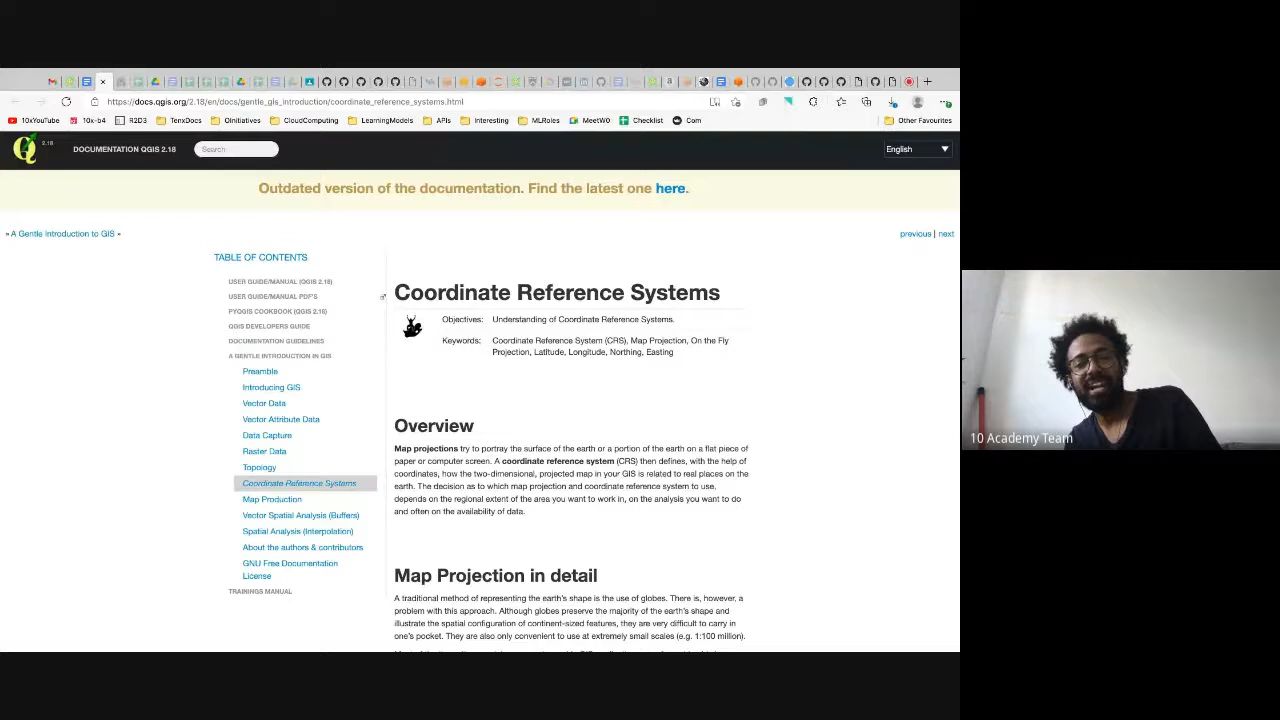 https://docs.qgis.org/2.18/en/docs/gentle_gis_introduction/coordinate_reference_systems.html
10xYouTube 10x-b4 R2D3 TenxDocs QInitiatives CloudComputing LearningModels APIs Interesting MLRoles MeetW0 Checklist Com Other Favourites
2.18
DOCUMENTATION QGIS 2.18
Search
English
Outdated version of the documentation. Find the latest one here.
» A Gentle Introduction to GIS »
previous | next
TABLE OF CONTENTS
USER GUIDE/MANUAL (QGIS 2.18)
USER GUIDE/MANUAL PDF'S
PYQGIS COOKBOOK (QGIS 2.18)
QGIS DEVELOPERS GUIDE
DOCUMENTATION GUIDELINES
A GENTLE INTRODUCTION IN GIS
Preamble
Introducing GIS
Vector Data
Vector Attribute Data
Data Capture
Raster Data
Topology
Coordinate Reference Systems
Map Production
Vector Spatial Analysis (Buffers)
Spatial Analysis (Interpolation)
About the authors & contributors
GNU Free Documentation
License
TRAININGS MANUAL
Coordinate Reference Systems
Objectives: Understanding of Coordinate Reference Systems.
Keywords: Coordinate Reference System (CRS), Map Projection, On the Fly
Projection, Latitude, Longitude, Northing, Easting
Overview
Map projections try to portray the surface of the earth or a portion of the earth on a flat piece of
paper or computer screen. A coordinate reference system (CRS) then defines, with the help of
coordinates, how the two-dimensional, projected map in your GIS is related to real places on the
earth. The decision as to which map projection and coordinate reference system to use,
depends on the regional extent of the area you want to work in, on the analysis you want to do
and often on the availability of data.
Map Projection in detail
A traditional method of representing the earth's shape is the use of globes. There is, however, a
problem with this approach. Although globes preserve the majority of the earth's shape and
illustrate the spatial configuration of continent-sized features, they are very difficult to carry in
one's pocket. They are also only convenient to use at extremely small scales (e.g. 1:100 million).
10 Academy Team